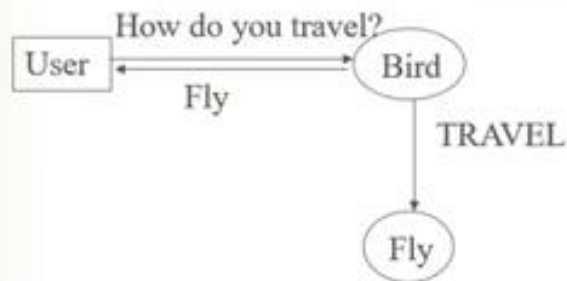 How do you travel?
User
Bird
Fly
TRAVEL
Fly